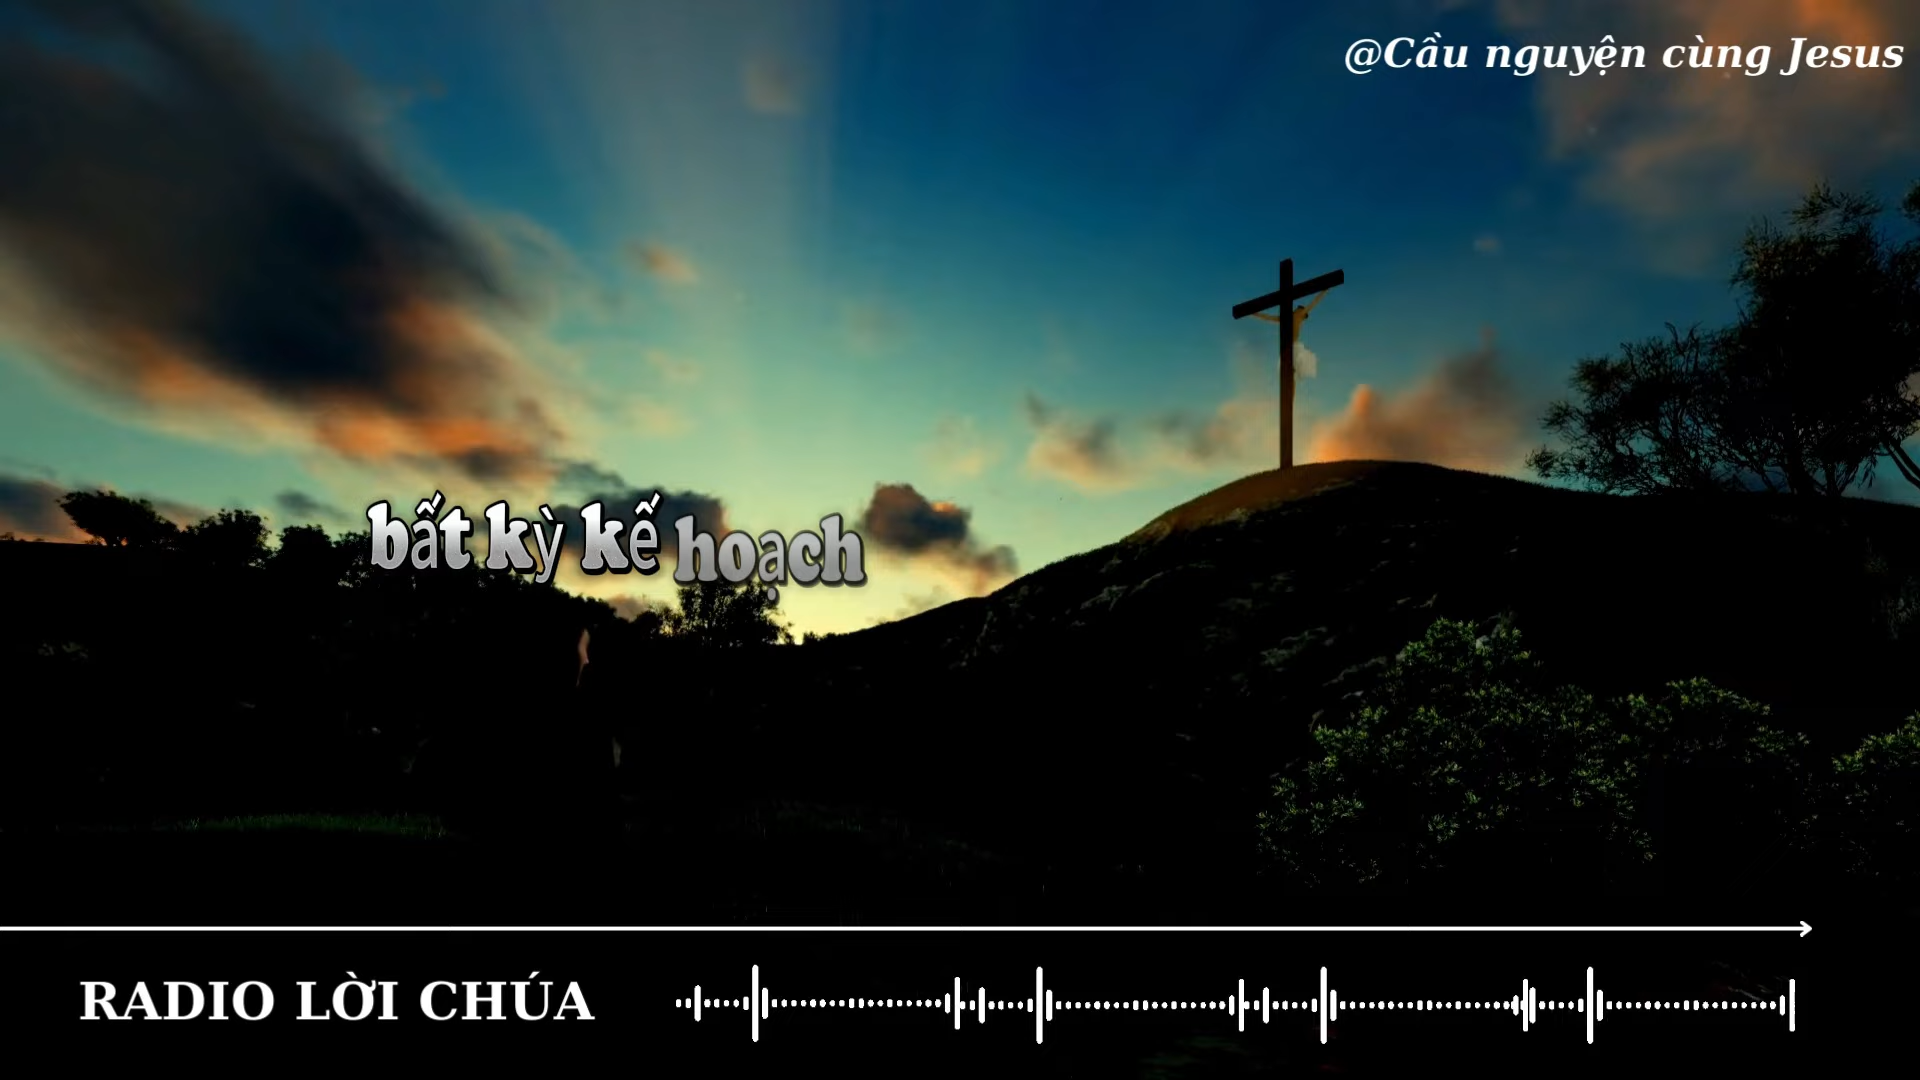 @Cầu nguyện cùng Jesus
bất kỳ kế hoạch
RADIO LỜI CHÚA